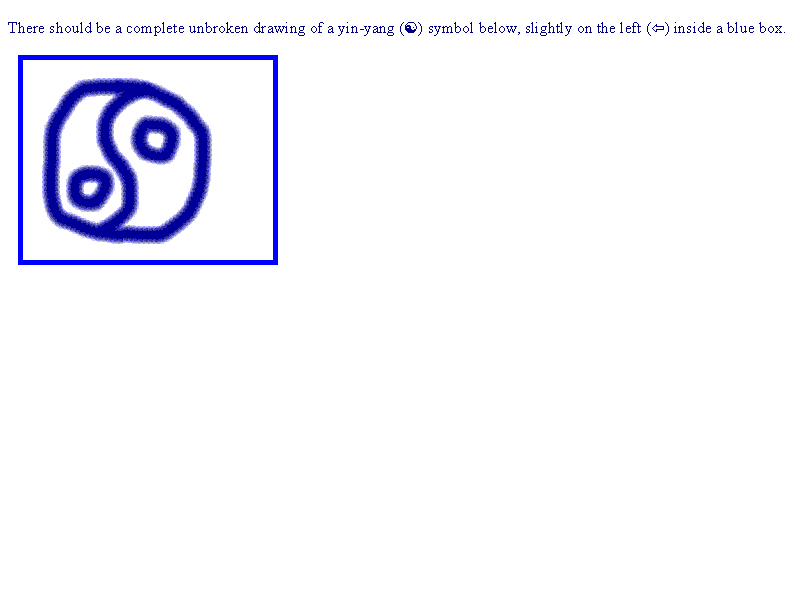 There should be a complete unbroken drawing of a yin-yang (☯) symbol below, slightly on the left (⇦) inside a blue box.